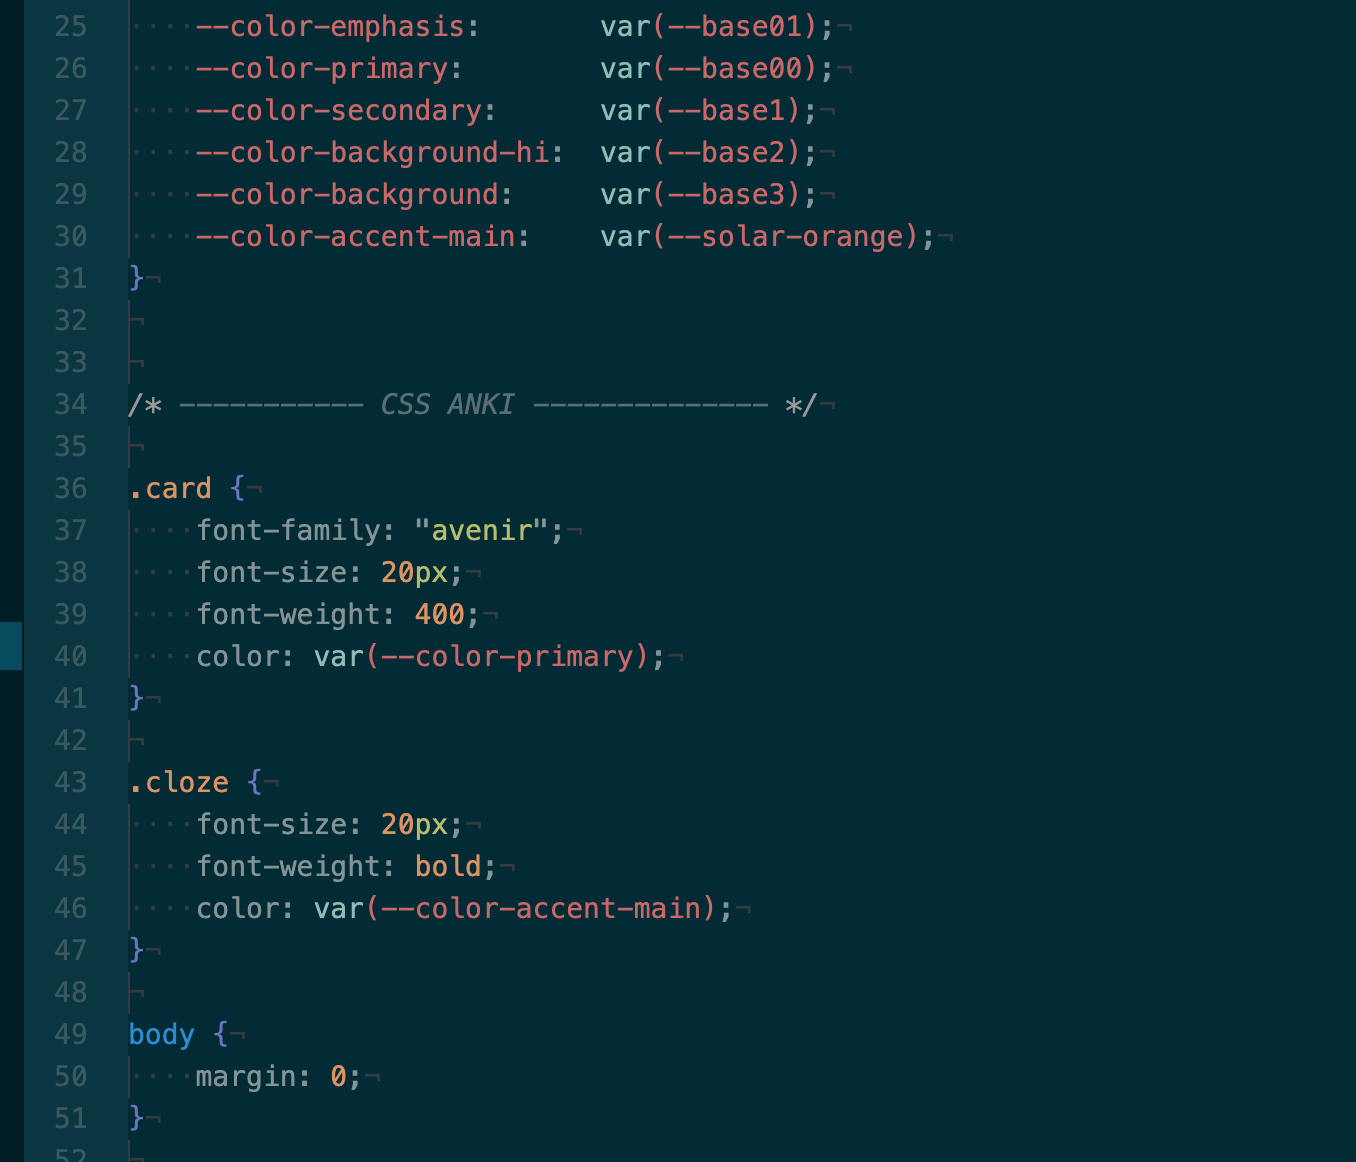 25 ····--color-emphasis:       var(--base01);¬
26 ····--color-primary:        var(--base00);¬
27 ····--color-secondary:      var(--base1);¬
28 ····--color-background-hi:  var(--base2);¬
29 ····--color-background:     var(--base3);¬
30 ····--color-accent-main:    var(--solar-orange);¬
31 }¬
32 ¬
33 ¬
34 /* ----------- CSS ANKI -------------- */¬
35 ¬
36 .card {¬
37 ····font-family: "avenir";¬
38 ····font-size: 20px;¬
39 ····font-weight: 400;¬
40 ····color: var(--color-primary);¬
41 }¬
42 ¬
43 .cloze {¬
44 ····font-size: 20px;¬
45 ····font-weight: bold;¬
46 ····color: var(--color-accent-main);¬
47 }¬
48 ¬
49 body {¬
50 ····margin: 0;¬
51 }¬
52 ¬